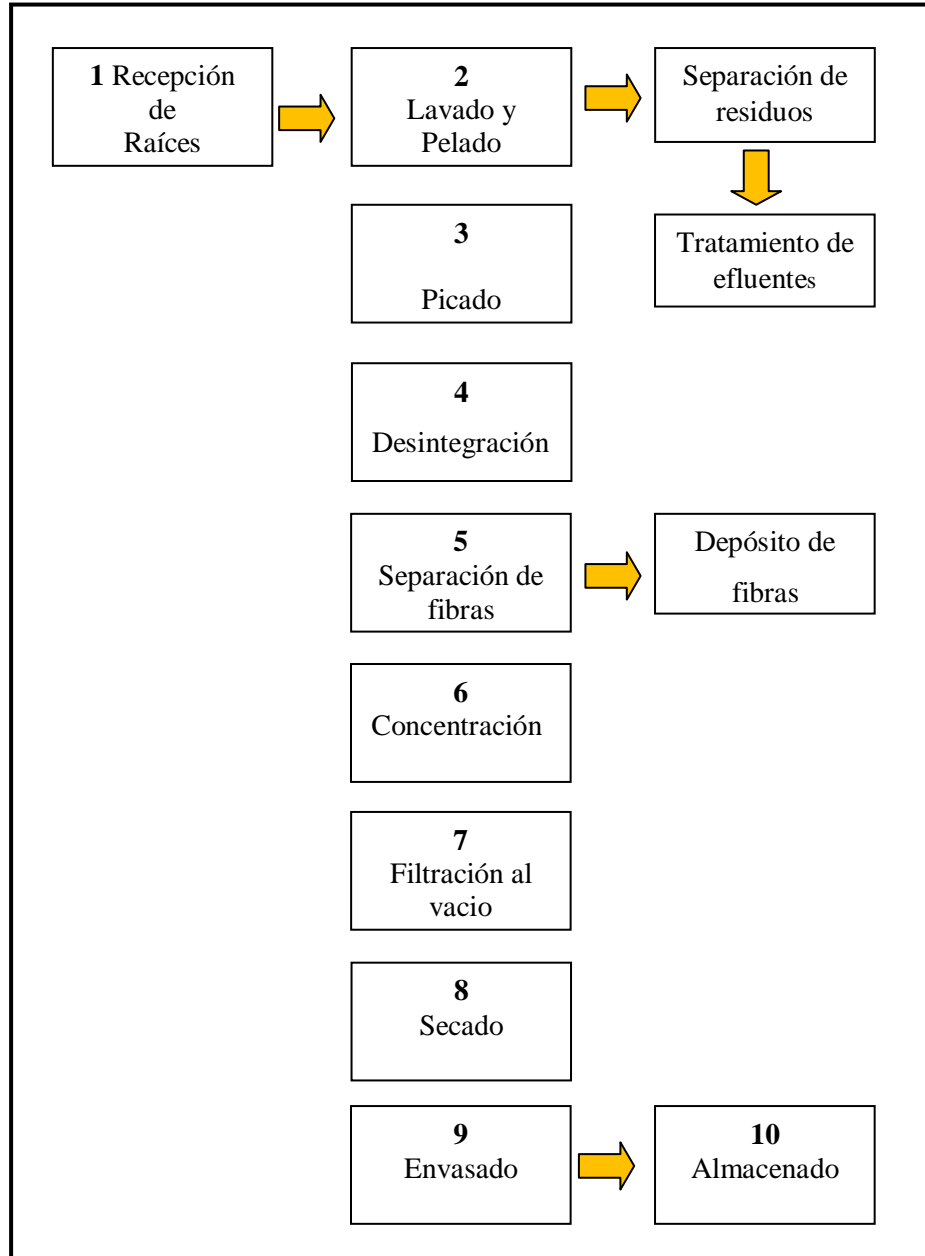 1 Recepción
de
Raíces
2
Lavado y
Pelado
Separación de
residuos
Tratamiento de
efluentes
3
Picado
4
Desintegración
5
Separación de
fibras
Depósito de
fibras
6
Concentración
7
Filtración al
vacio
8
Secado
9
Envasado
10
Almacenado